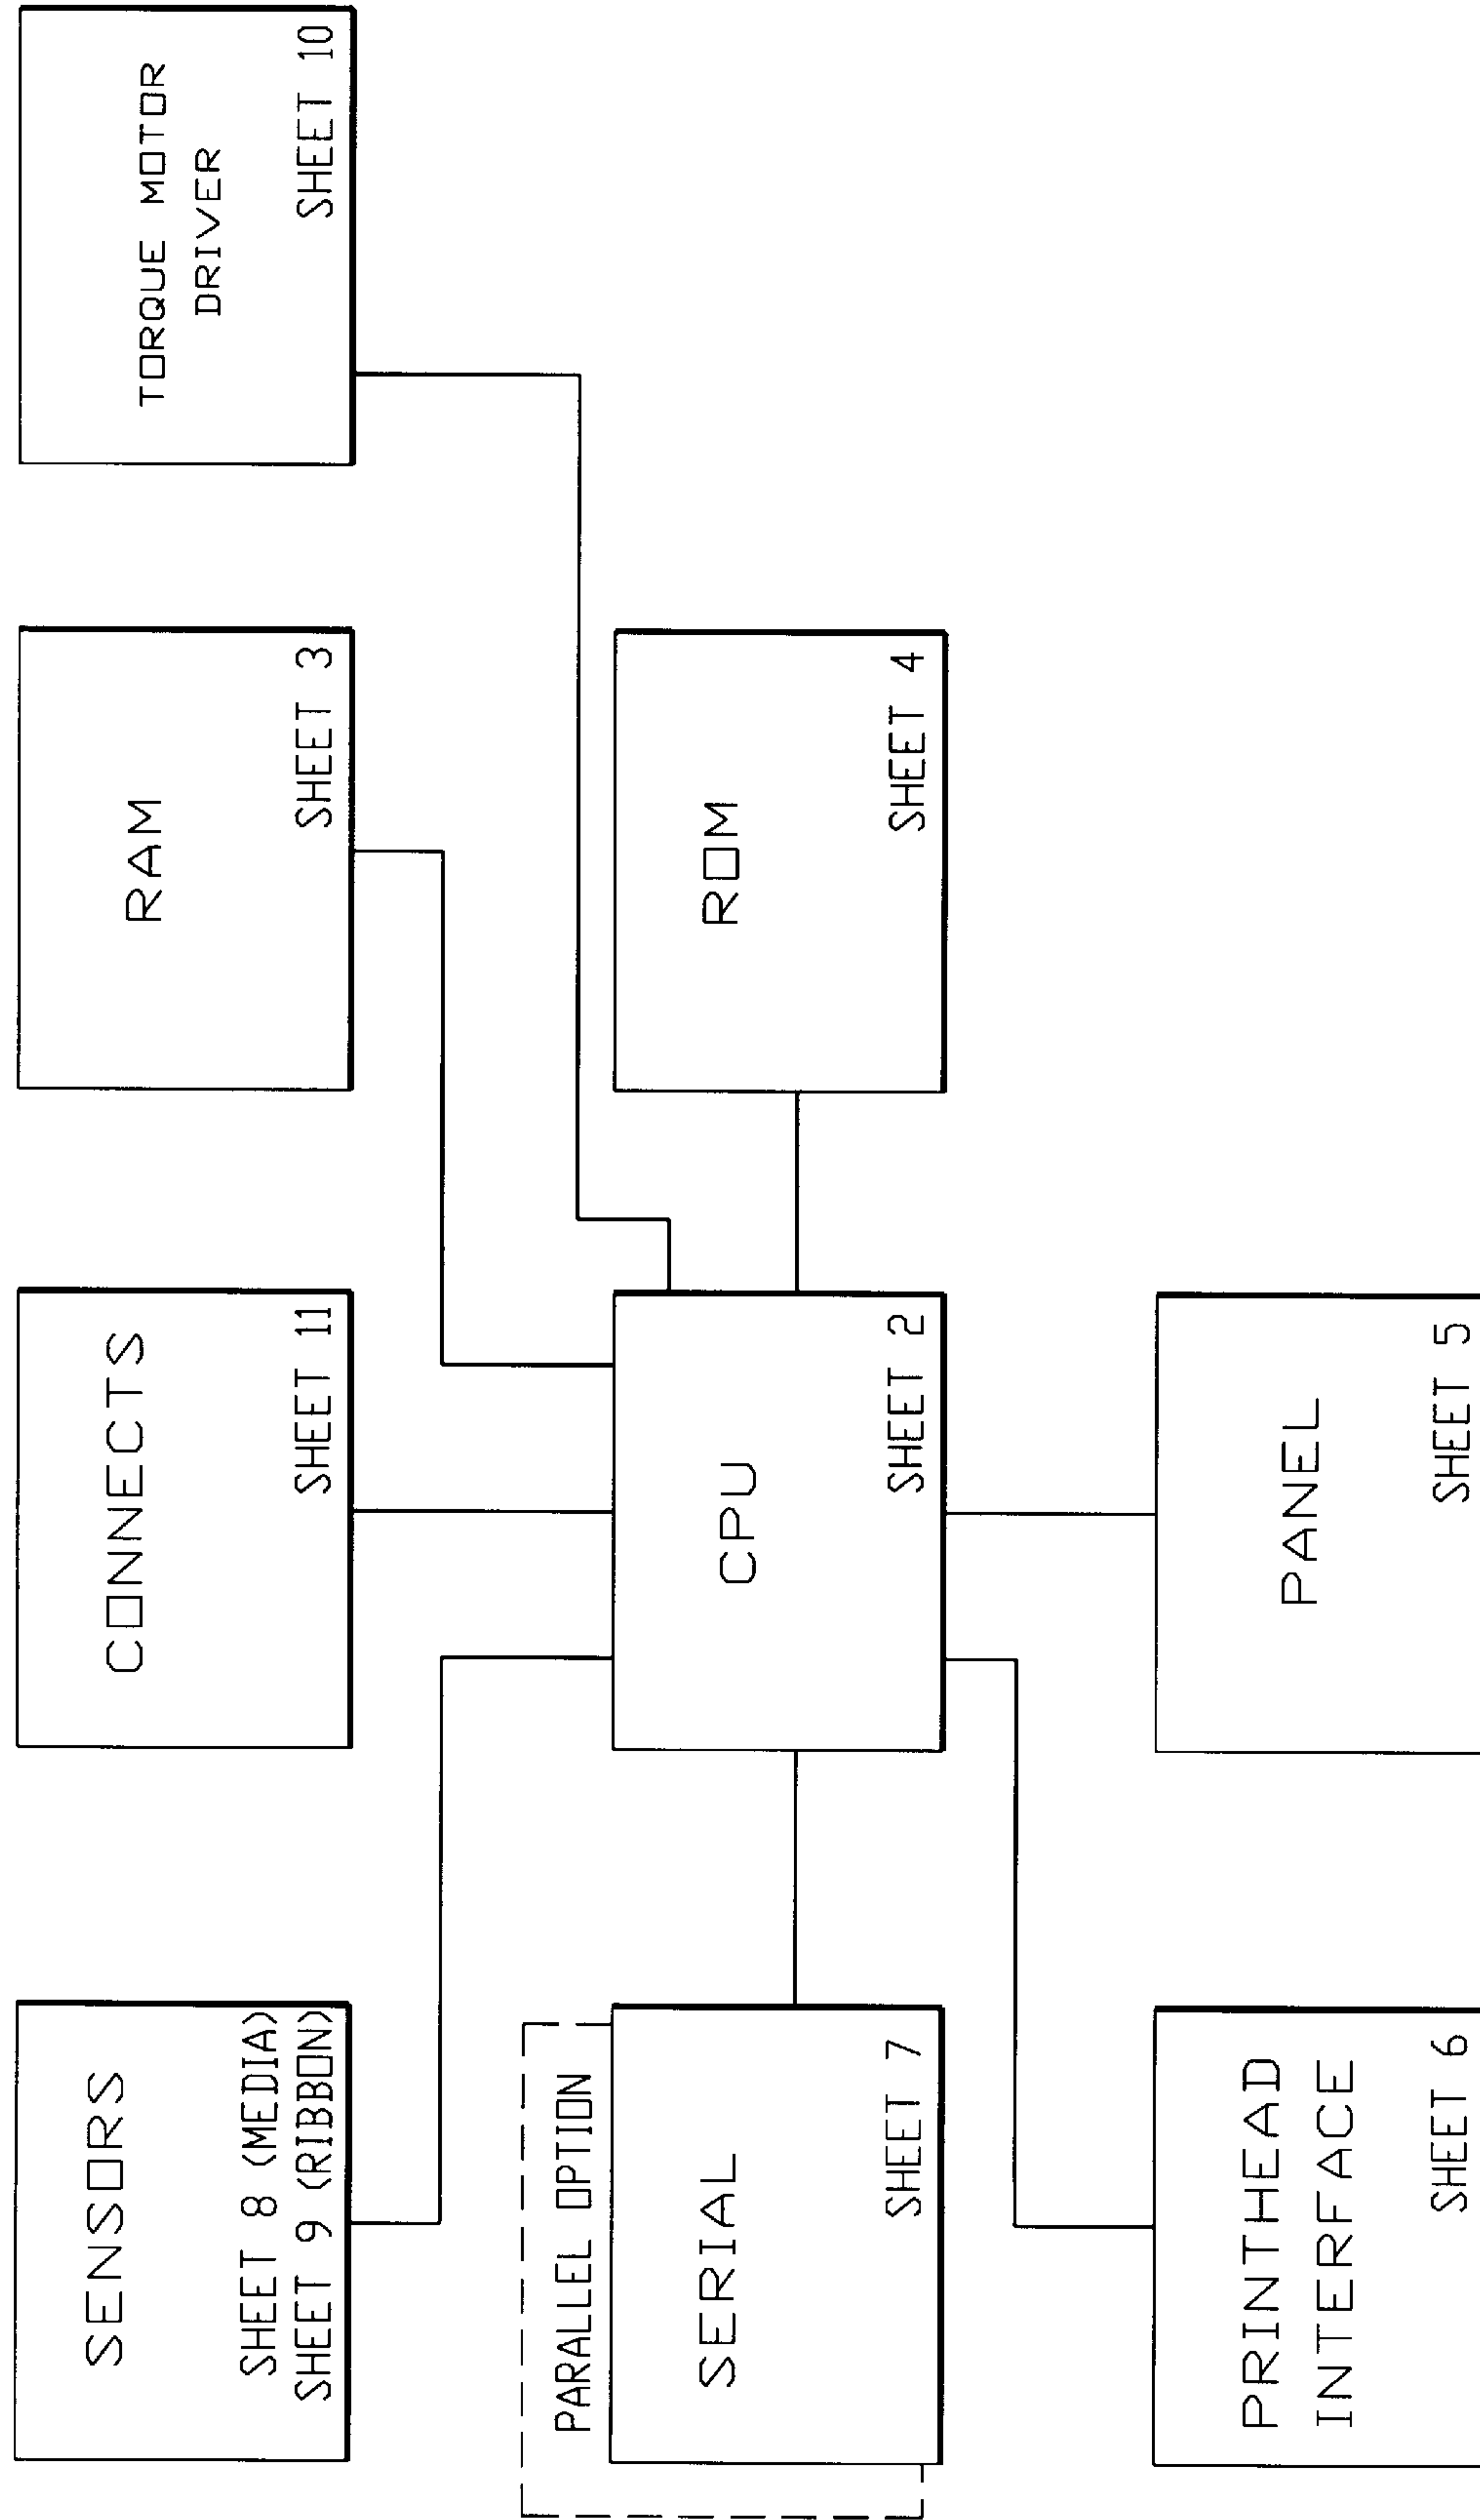 SENSORS
SHEET 8 (MEDIA)
SHEET 9 (RIBBON)
CONNECTS
SHEET 11
RAM
SHEET 3
TORQUE MOTOR
DRIVER
SHEET 10
PARALLEL OPTION
SERIAL
SHEET 7
CPU
SHEET 2
ROM
SHEET 4
PRINTHEAD
INTERFACE
SHEET 6
PANEL
SHEET 5